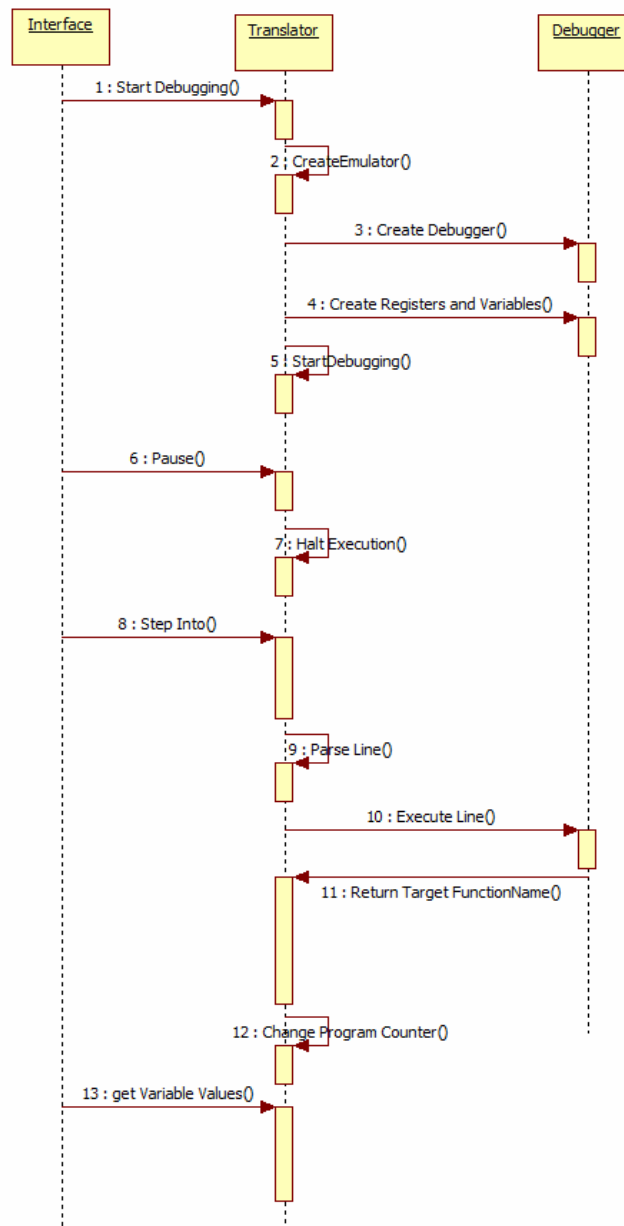 Interface
Translator
Debugger
1 : Start Debugging()
2 : CreateEmulator()
3 : Create Debugger()
4 : Create Registers and Variables()
5 : StartDebugging()
6 : Pause()
7 : Halt Execution()
8 : Step Into()
9 : Parse Line()
10 : Execute Line()
11 : Return Target FunctionName()
12 : Change Program Counter()
13 : get Variable Values()